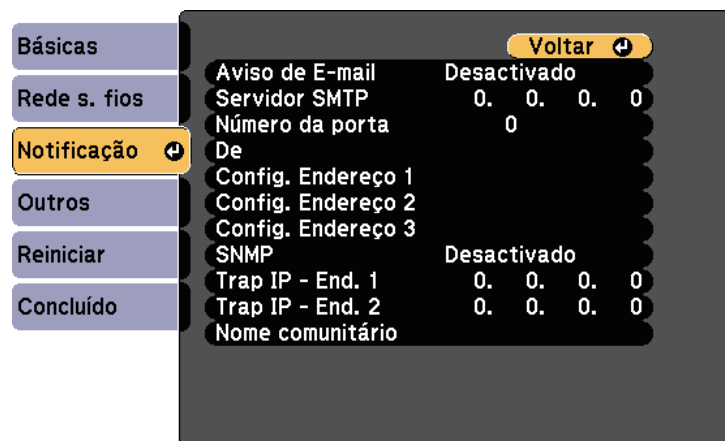 Básicas
Rede s. fios
Notificação
Outros
Reiniciar
Concluído
Voltar
Aviso de E-mail Desactivado
Servidor SMTP 0. 0. 0. 0
Número da porta 0
De
Config. Endereço 1
Config. Endereço 2
Config. Endereço 3
SNMP Desactivado
Trap IP - End. 1 0. 0. 0. 0
Trap IP - End. 2 0. 0. 0. 0
Nome comunitário